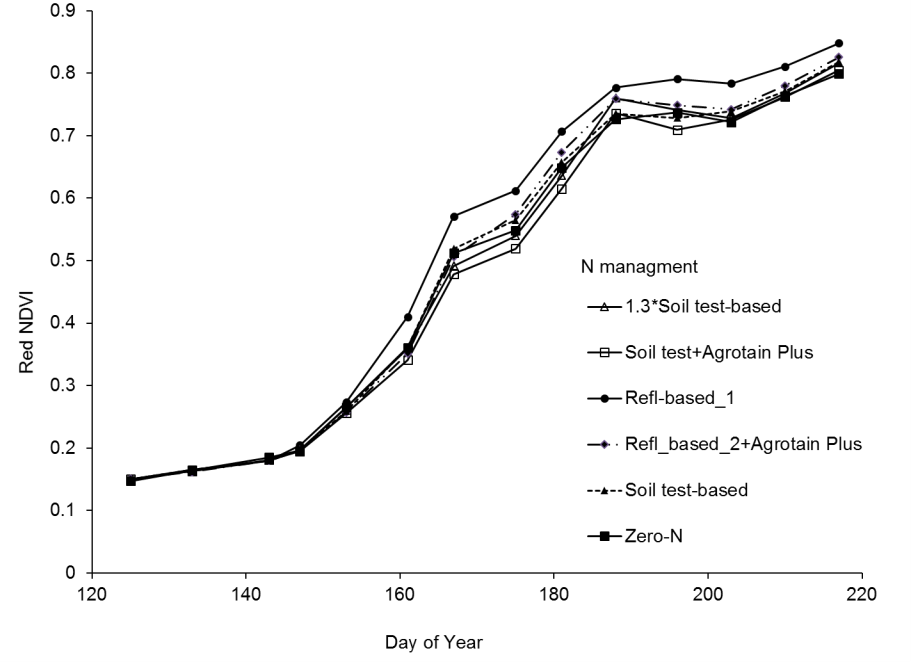 0.9
0.8
0.7
0.6
0.5
0.4
0.3
0.2
0.1
0
Red NDVI
120
140
160
180
200
220
Day of Year
N managment
1.3*Soil test-based
Soil test+Agrotain Plus
Refl-based_1
Refl_based_2+Agrotain Plus
Soil test-based
Zero-N